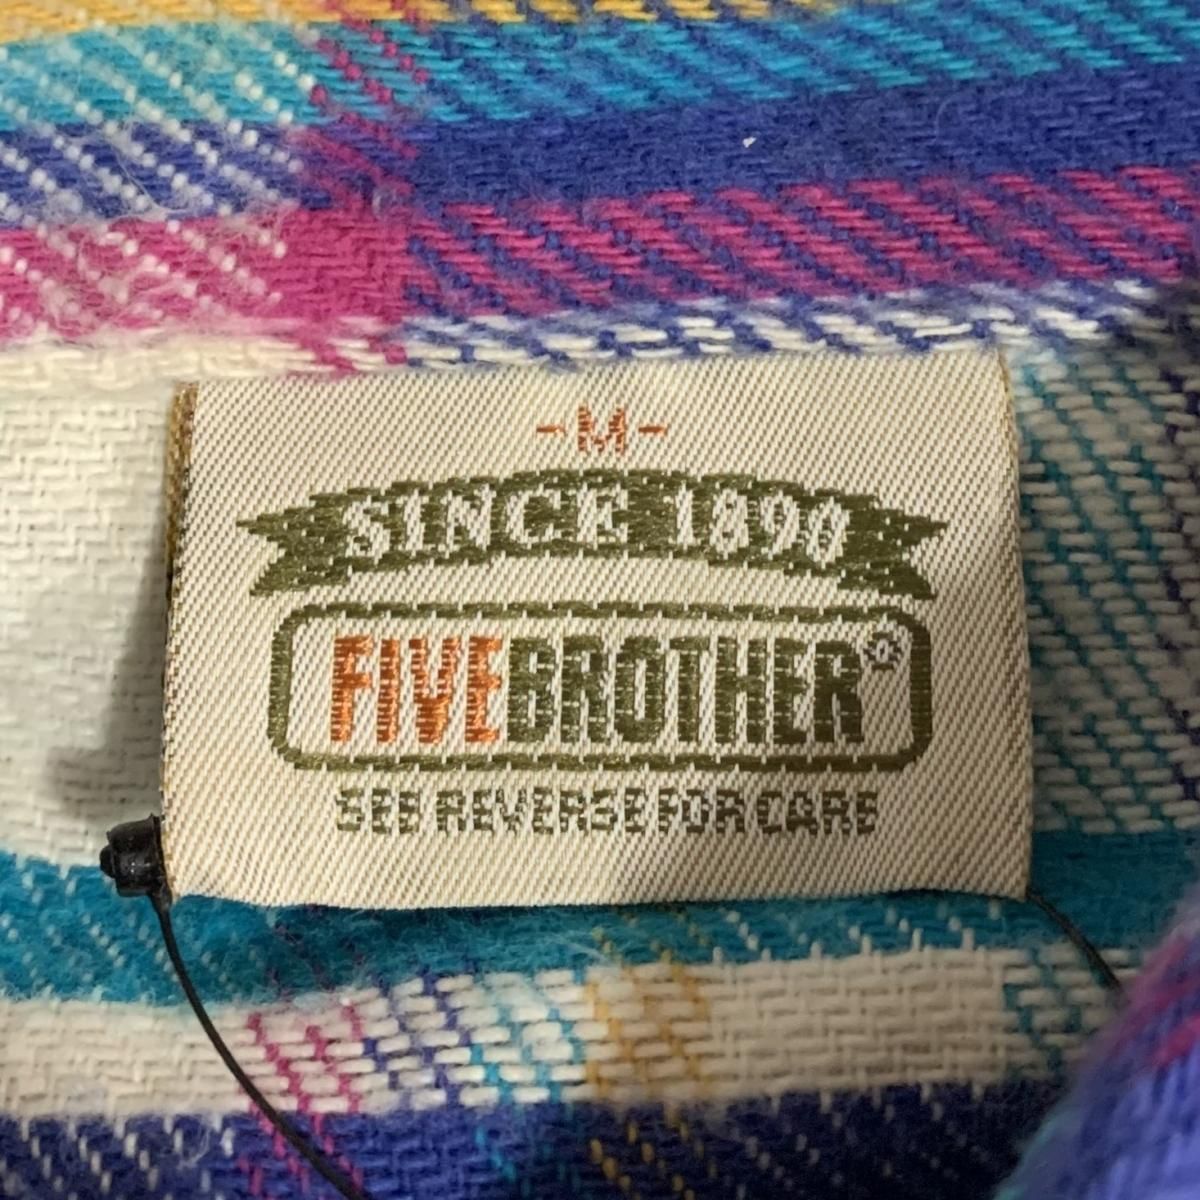 -M-
SINCE 1890
FIVEBROTHER®
SEE REVERSE FOR CARE